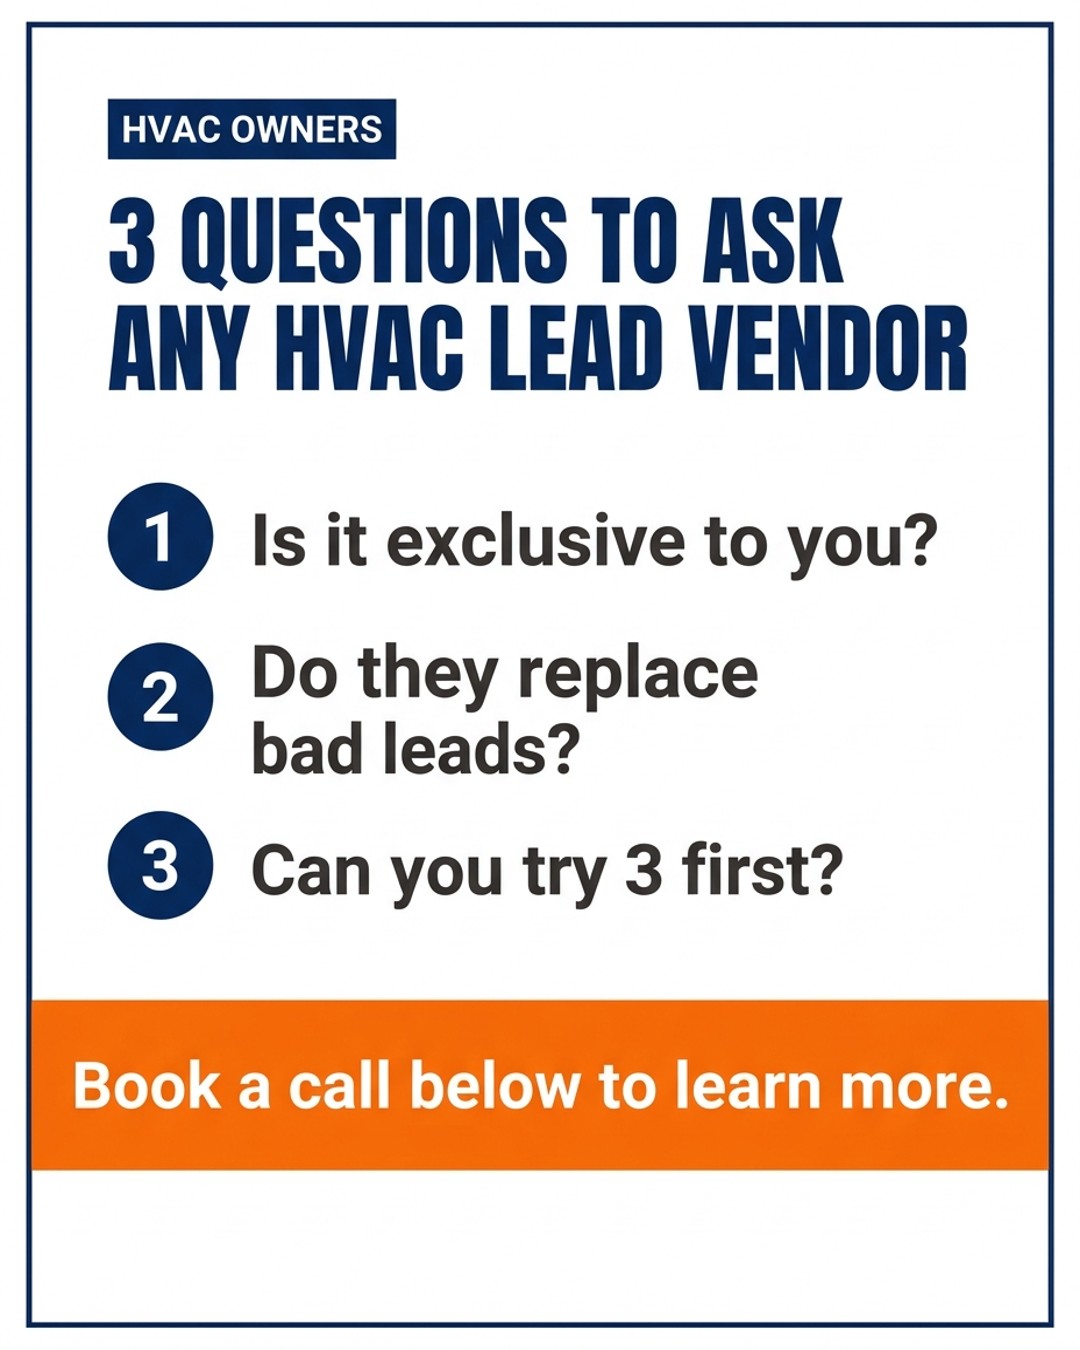 HVAC OWNERS
3 QUESTIONS TO ASK
ANY HVAC LEAD VENDOR
1 Is it exclusive to you?
2 Do they replace
bad leads?
3 Can you try 3 first?
Book a call below to learn more.